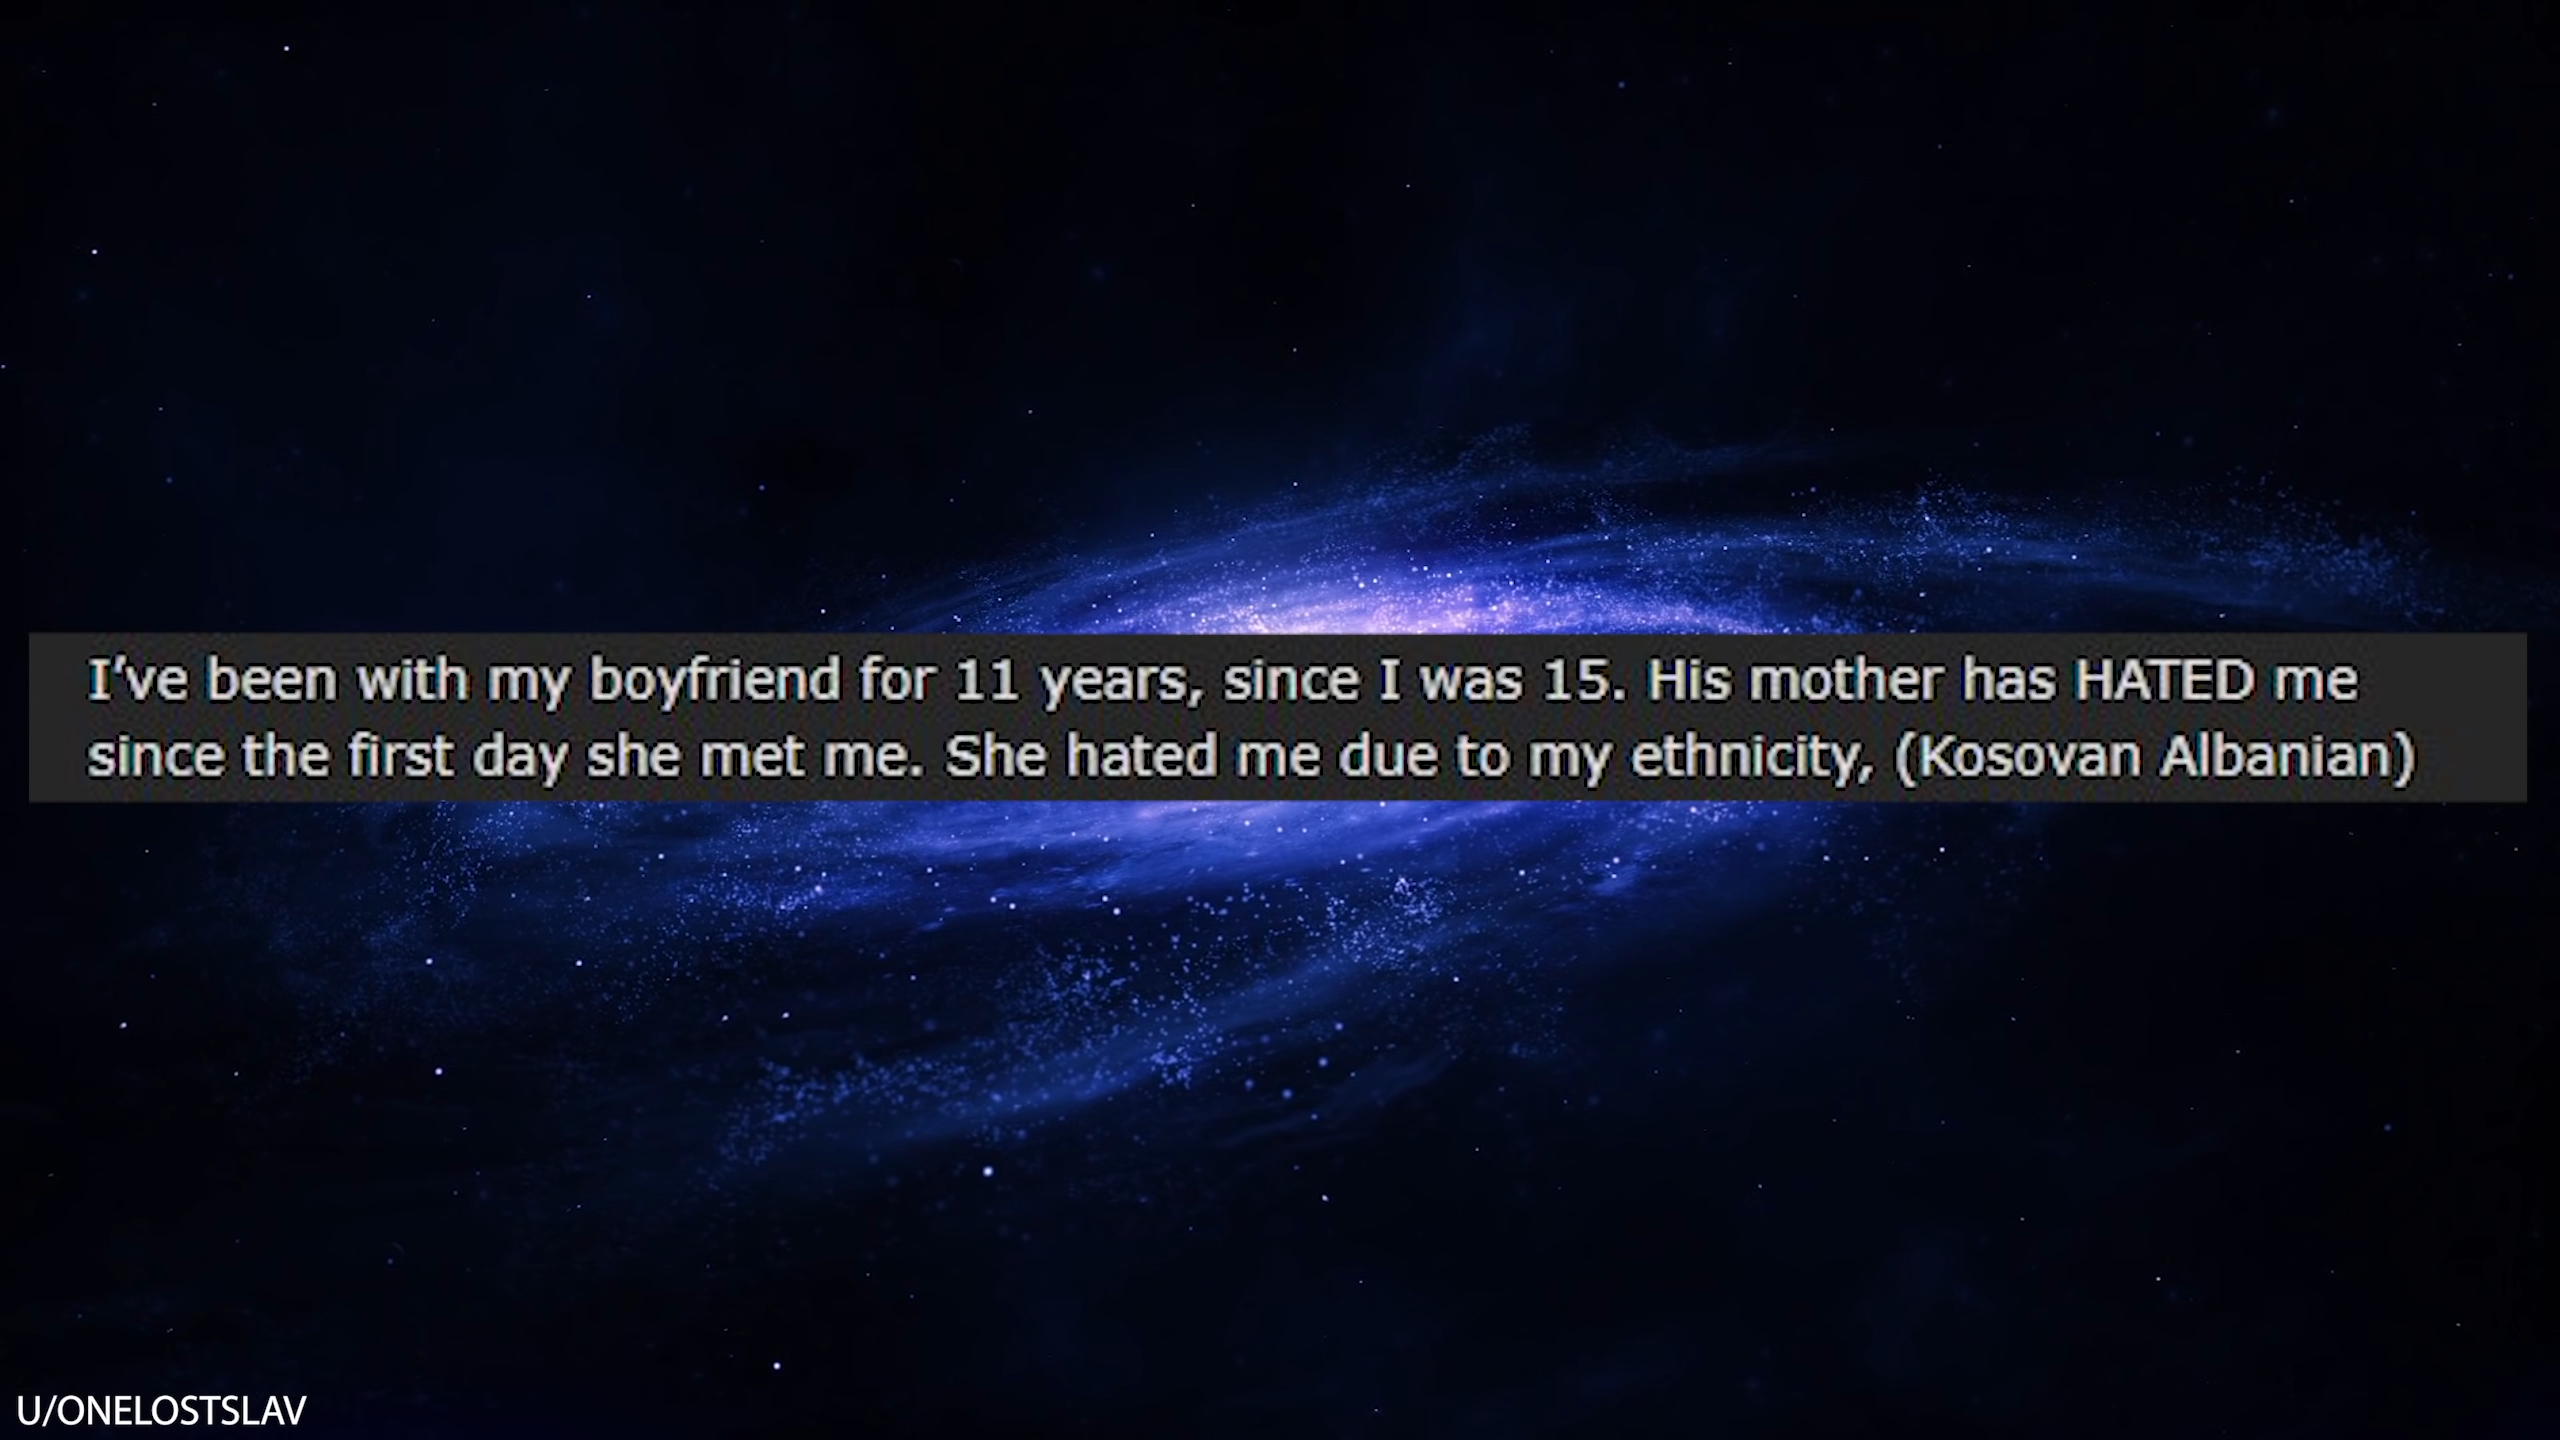 I’ve been with my boyfriend for 11 years, since I was 15. His mother has HATED me
since the first day she met me. She hated me due to my ethnicity, (Kosovan Albanian)
U/ONELOSTSLAV